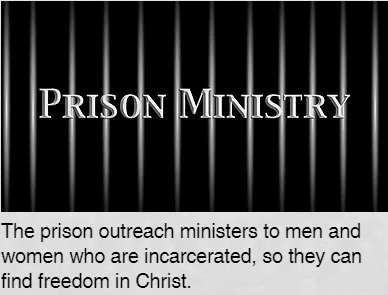 Prison Ministry
The prison outreach ministers to men and
women who are incarcerated, so they can
find freedom in Christ.